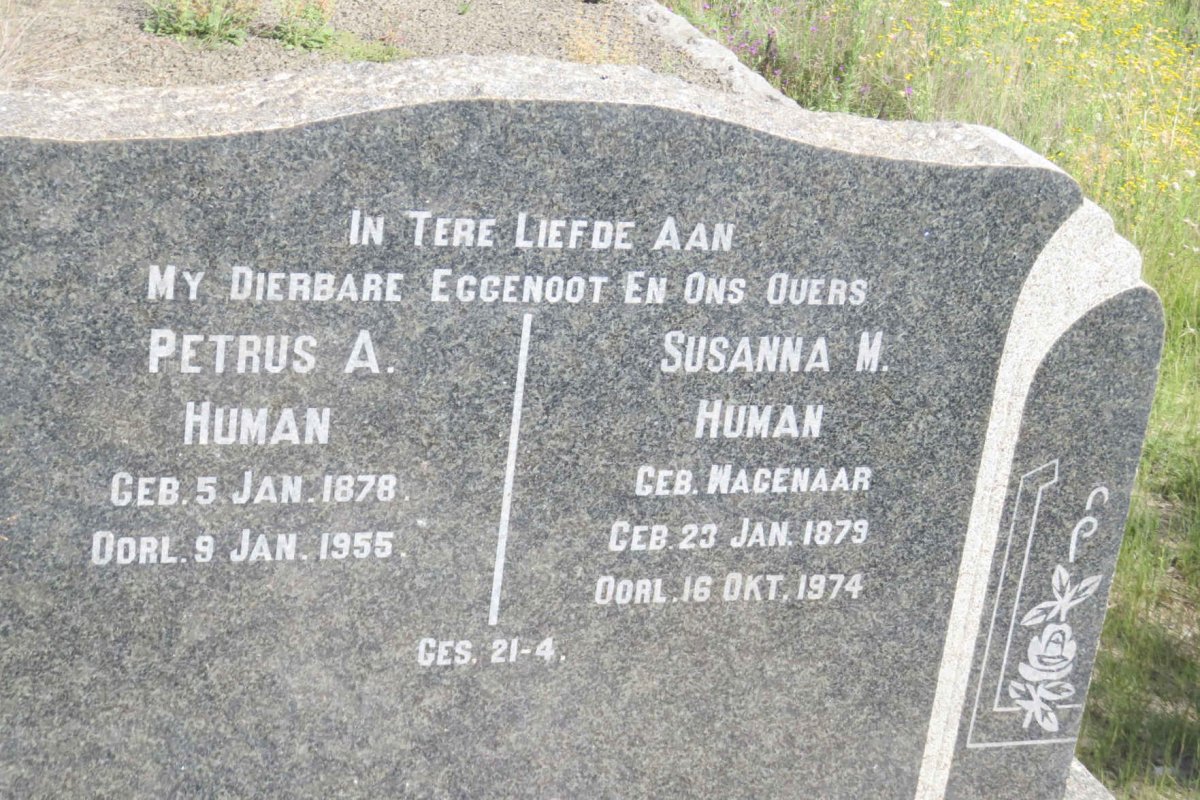 In Tere Liefde Aan
My Dierbare Eggenoot En Ons Ouers
Petrus A.
Human
Geb. 5 Jan. 1878.
Oorl. 9 Jan. 1955.
Susanna M.
Human
Geb. Wagenaar
Geb. 23 Jan. 1879
Oorl. 16 Okt. 1974
Ges. 21-4.